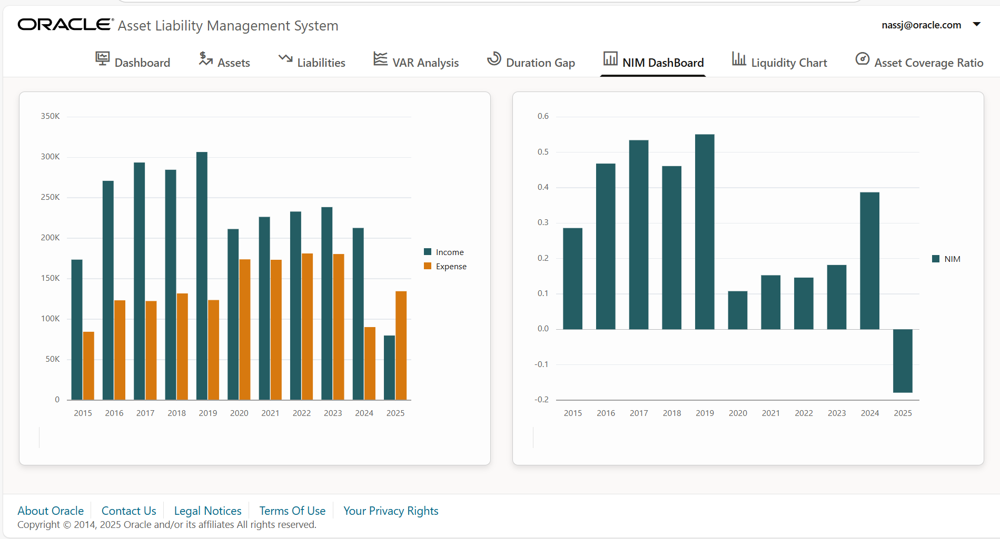 ORACLE® Asset Liability Management System
nassj@oracle.com
Dashboard
Assets
Liabilities
VAR Analysis
Duration Gap
NIM DashBoard
Liquidity Chart
Asset Coverage Ratio
350K
300K
250K
200K
150K
100K
50K
0
2015 2016 2017 2018 2019 2020 2021 2022 2023 2024 2025
Income
Expense
0.6
0.5
0.4
0.3
0.2
0.1
0.0
-0.1
-0.2
2015 2016 2017 2018 2019 2020 2021 2022 2023 2024 2025
NIM
About Oracle
Contact Us
Legal Notices
Terms Of Use
Your Privacy Rights
Copyright © 2014, 2025 Oracle and/or its affiliates All rights reserved.